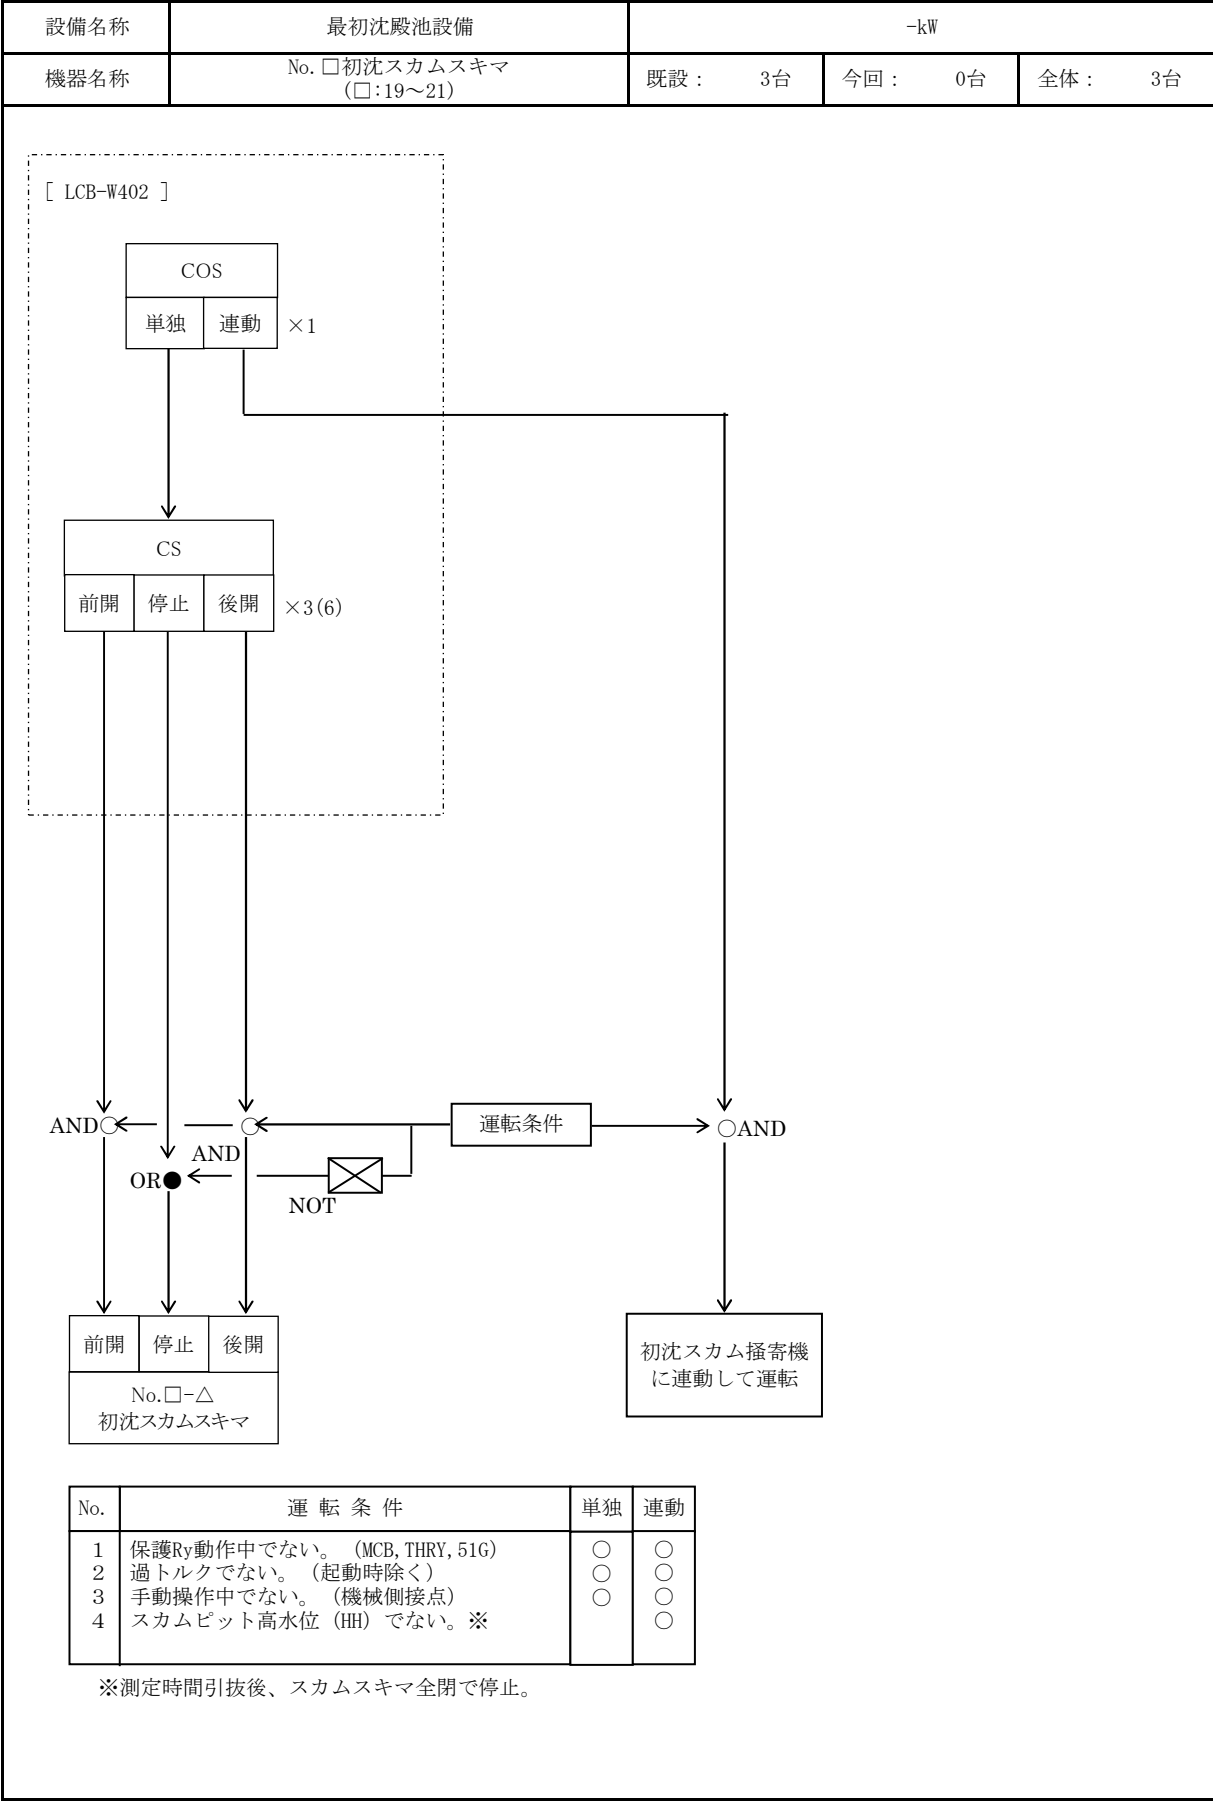 設備名称 最初沈殿池設備 -kW
機器名称 No.□初沈スカムスキマ
(□:19～21) 既設： 3台 今回： 0台 全体： 3台
[ LCB-W402 ]
COS
単独 連動 ×1
CS
前開 停止 後開 ×3(6)
AND○ ○ 運転条件 ○AND
AND
OR●
NOT
前開 停止 後開
No.□-△
初沈スカムスキマ
初沈スカム掻寄機
に連動して運転
No. 運 転 条 件 単独 連動
1 保護Ry動作中でない。(MCB,THRY,51G) ○ ○
2 過トルクでない。(起動時除く) ○ ○
3 手動操作中でない。(機械側接点) ○ ○
4 スカムピット高水位(HH)でない。※ ○
※測定時間引抜後、スカムスキマ全閉で停止。